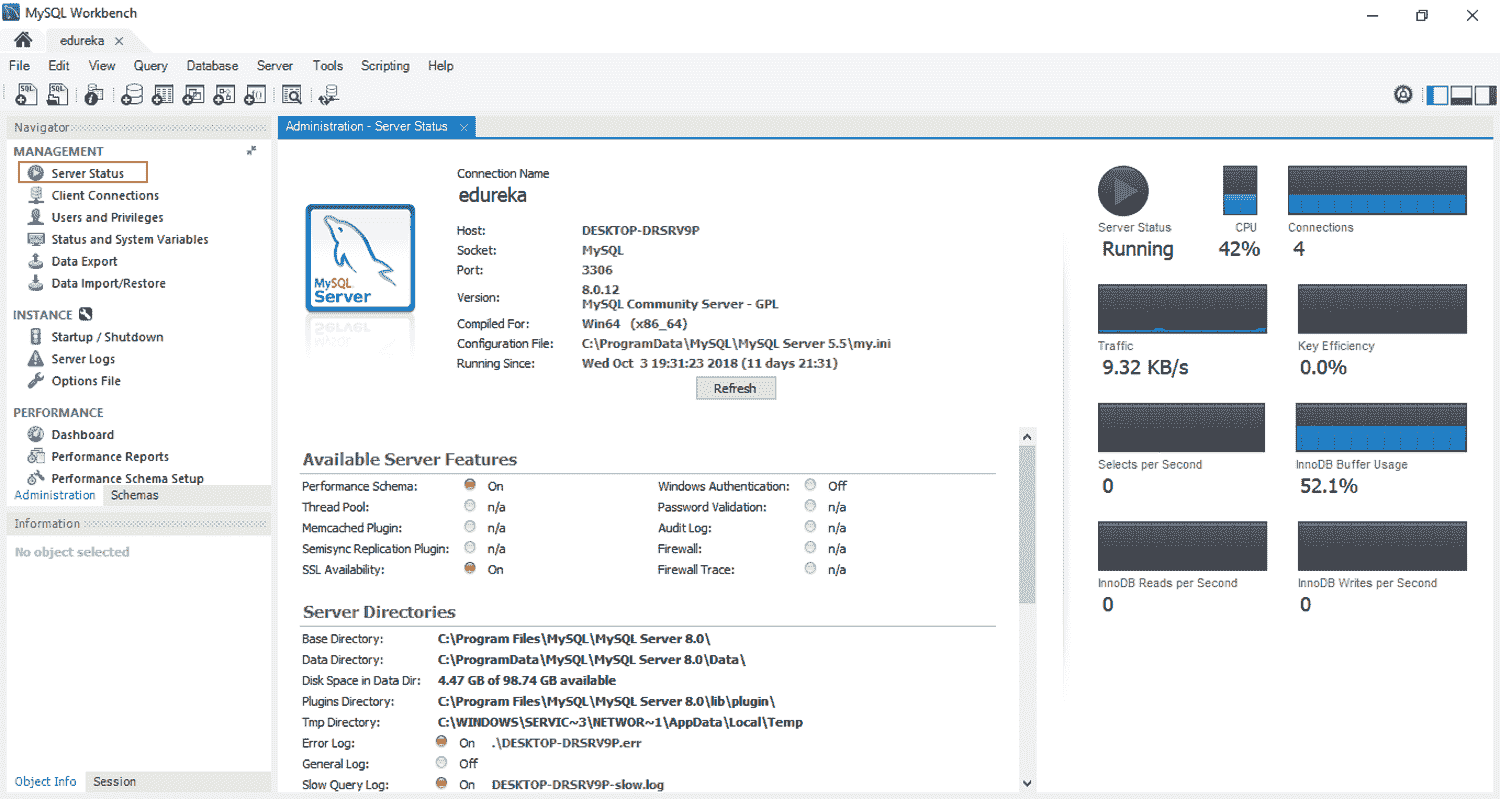 MySQL Workbench
edureka
File Edit View Query Database Server Tools Scripting Help
SQL SQL
Navigator
MANAGEMENT
Server Status
Client Connections
Users and Privileges
Status and System Variables
Data Export
Data Import/Restore
INSTANCE
Startup / Shutdown
Server Logs
Options File
PERFORMANCE
Dashboard
Performance Reports
Performance Schema Setup
Administration Schemas
Information
No object selected
Object Info Session
Administration - Server Status
MySQL
Server
Connection Name
edureka
Host: DESKTOP-DRSRV9P
Socket: MySQL
Port: 3306
Version: 8.0.12
MySQL Community Server - GPL
Compiled For: Win64 (x86_64)
Configuration File: C:\ProgramData\MySQL\MySQL Server 5.5\my.ini
Running Since: Wed Oct 3 19:31:23 2018 (11 days 21:31)
Refresh
Available Server Features
Performance Schema: On Windows Authentication: Off
Thread Pool: n/a Password Validation: n/a
Memcached Plugin: n/a Audit Log: n/a
Semisync Replication Plugin: n/a Firewall: n/a
SSL Availability: On Firewall Trace: n/a
Server Directories
Base Directory: C:\Program Files\MySQL\MySQL Server 8.0\
Data Directory: C:\ProgramData\MySQL\MySQL Server 8.0\Data\
Disk Space in Data Dir: 4.47 GB of 98.74 GB available
Plugins Directory: C:\Program Files\MySQL\MySQL Server 8.0\lib\plugin\
Tmp Directory: C:\WINDOWS\SERVIC~3\NETWOR~1\AppData\Local\Temp
Error Log: On .\DESKTOP-DRSRV9P.err
General Log: Off
Slow Query Log: On DESKTOP-DRSRV9P-slow.log
Server Status CPU Connections
Running 42% 4
Traffic Key Efficiency
9.32 KB/s 0.0%
Selects per Second InnoDB Buffer Usage
0 52.1%
InnoDB Reads per Second InnoDB Writes per Second
0 0